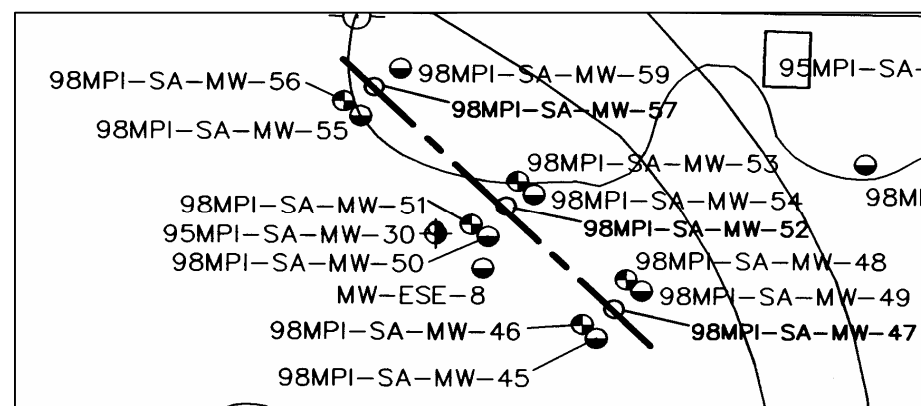 98MPI-SA-MW-59
95MPI-SA-
98MPI-SA-MW-56
98MPI-SA-MW-57
98MPI-SA-MW-55
98MPI-SA-MW-53
98MPI-SA-MW-54
98M
98MPI-SA-MW-51
98MPI-SA-MW-52
95MPI-SA-MW-30
98MPI-SA-MW-50
98MPI-SA-MW-48
MW-ESE-8
98MPI-SA-MW-49
98MPI-SA-MW-46
98MPI-SA-MW-47
98MPI-SA-MW-45